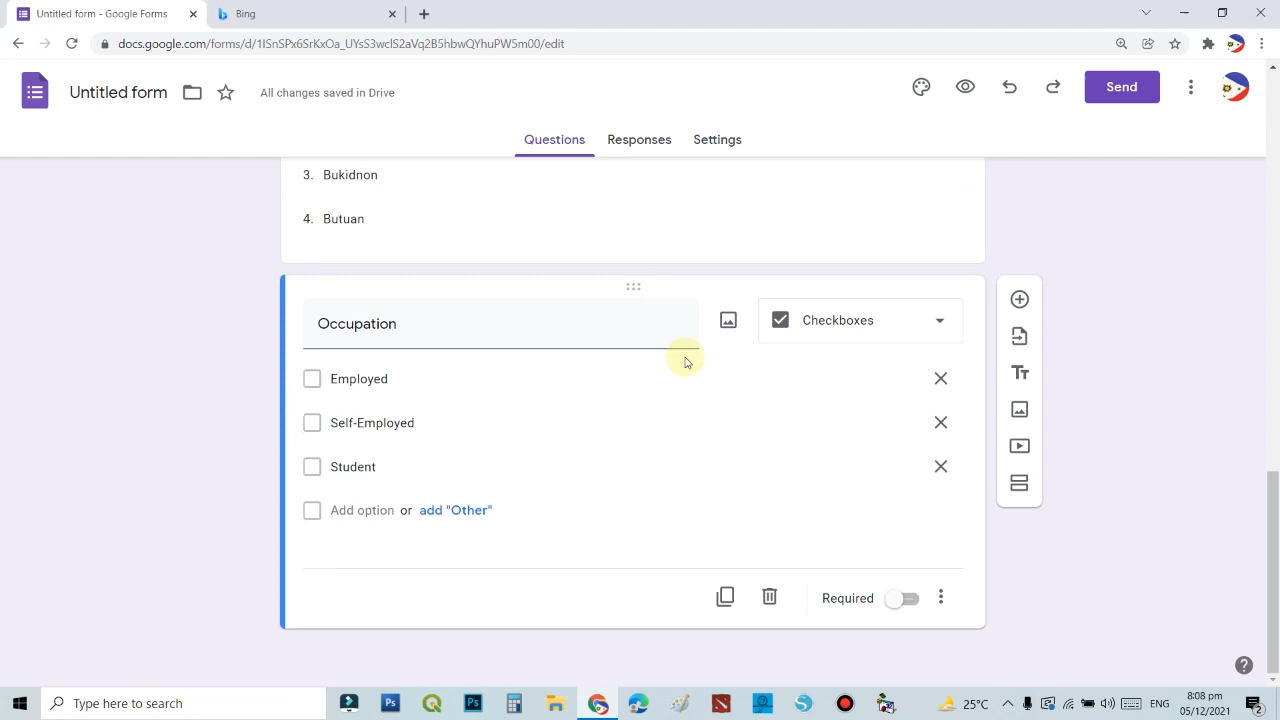 Untitled form - Google Forms
Bing
docs.google.com/forms/d/1ISnSPx6SrKxOa_UYsS3wclS2aVq2B5hbwQYhuPW5m00/edit
Untitled form
All changes saved in Drive
Send
Questions
Responses
Settings
3. Bukidnon
4. Butuan
Occupation
Checkboxes
Employed
Self-Employed
Student
Add option or add "Other"
Required
Type here to search
25°C
ENG
8:08 pm
05/12/2021
2